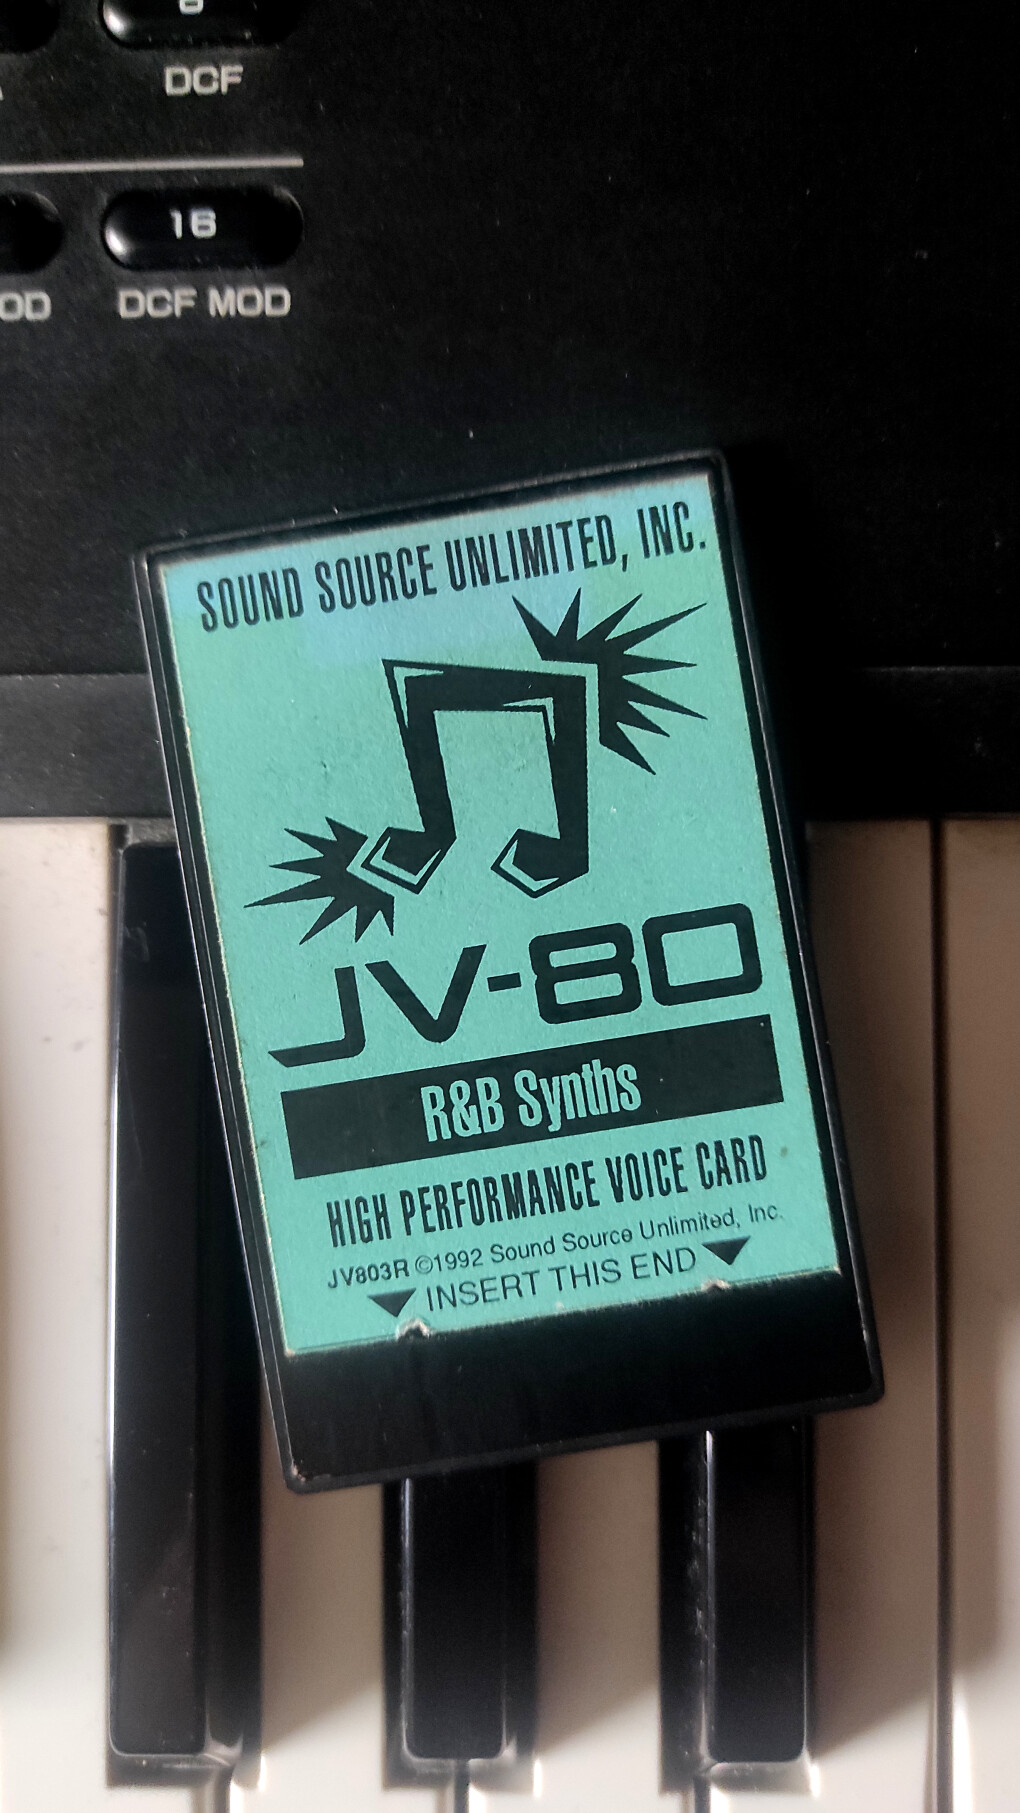 DCF
16
OD
DCF MOD
SOUND SOURCE UNLIMITED, INC.
JV-80
R&B Synths
HIGH PERFORMANCE VOICE CARD
JV803R ©1992 Sound Source Unlimited, Inc.
INSERT THIS END